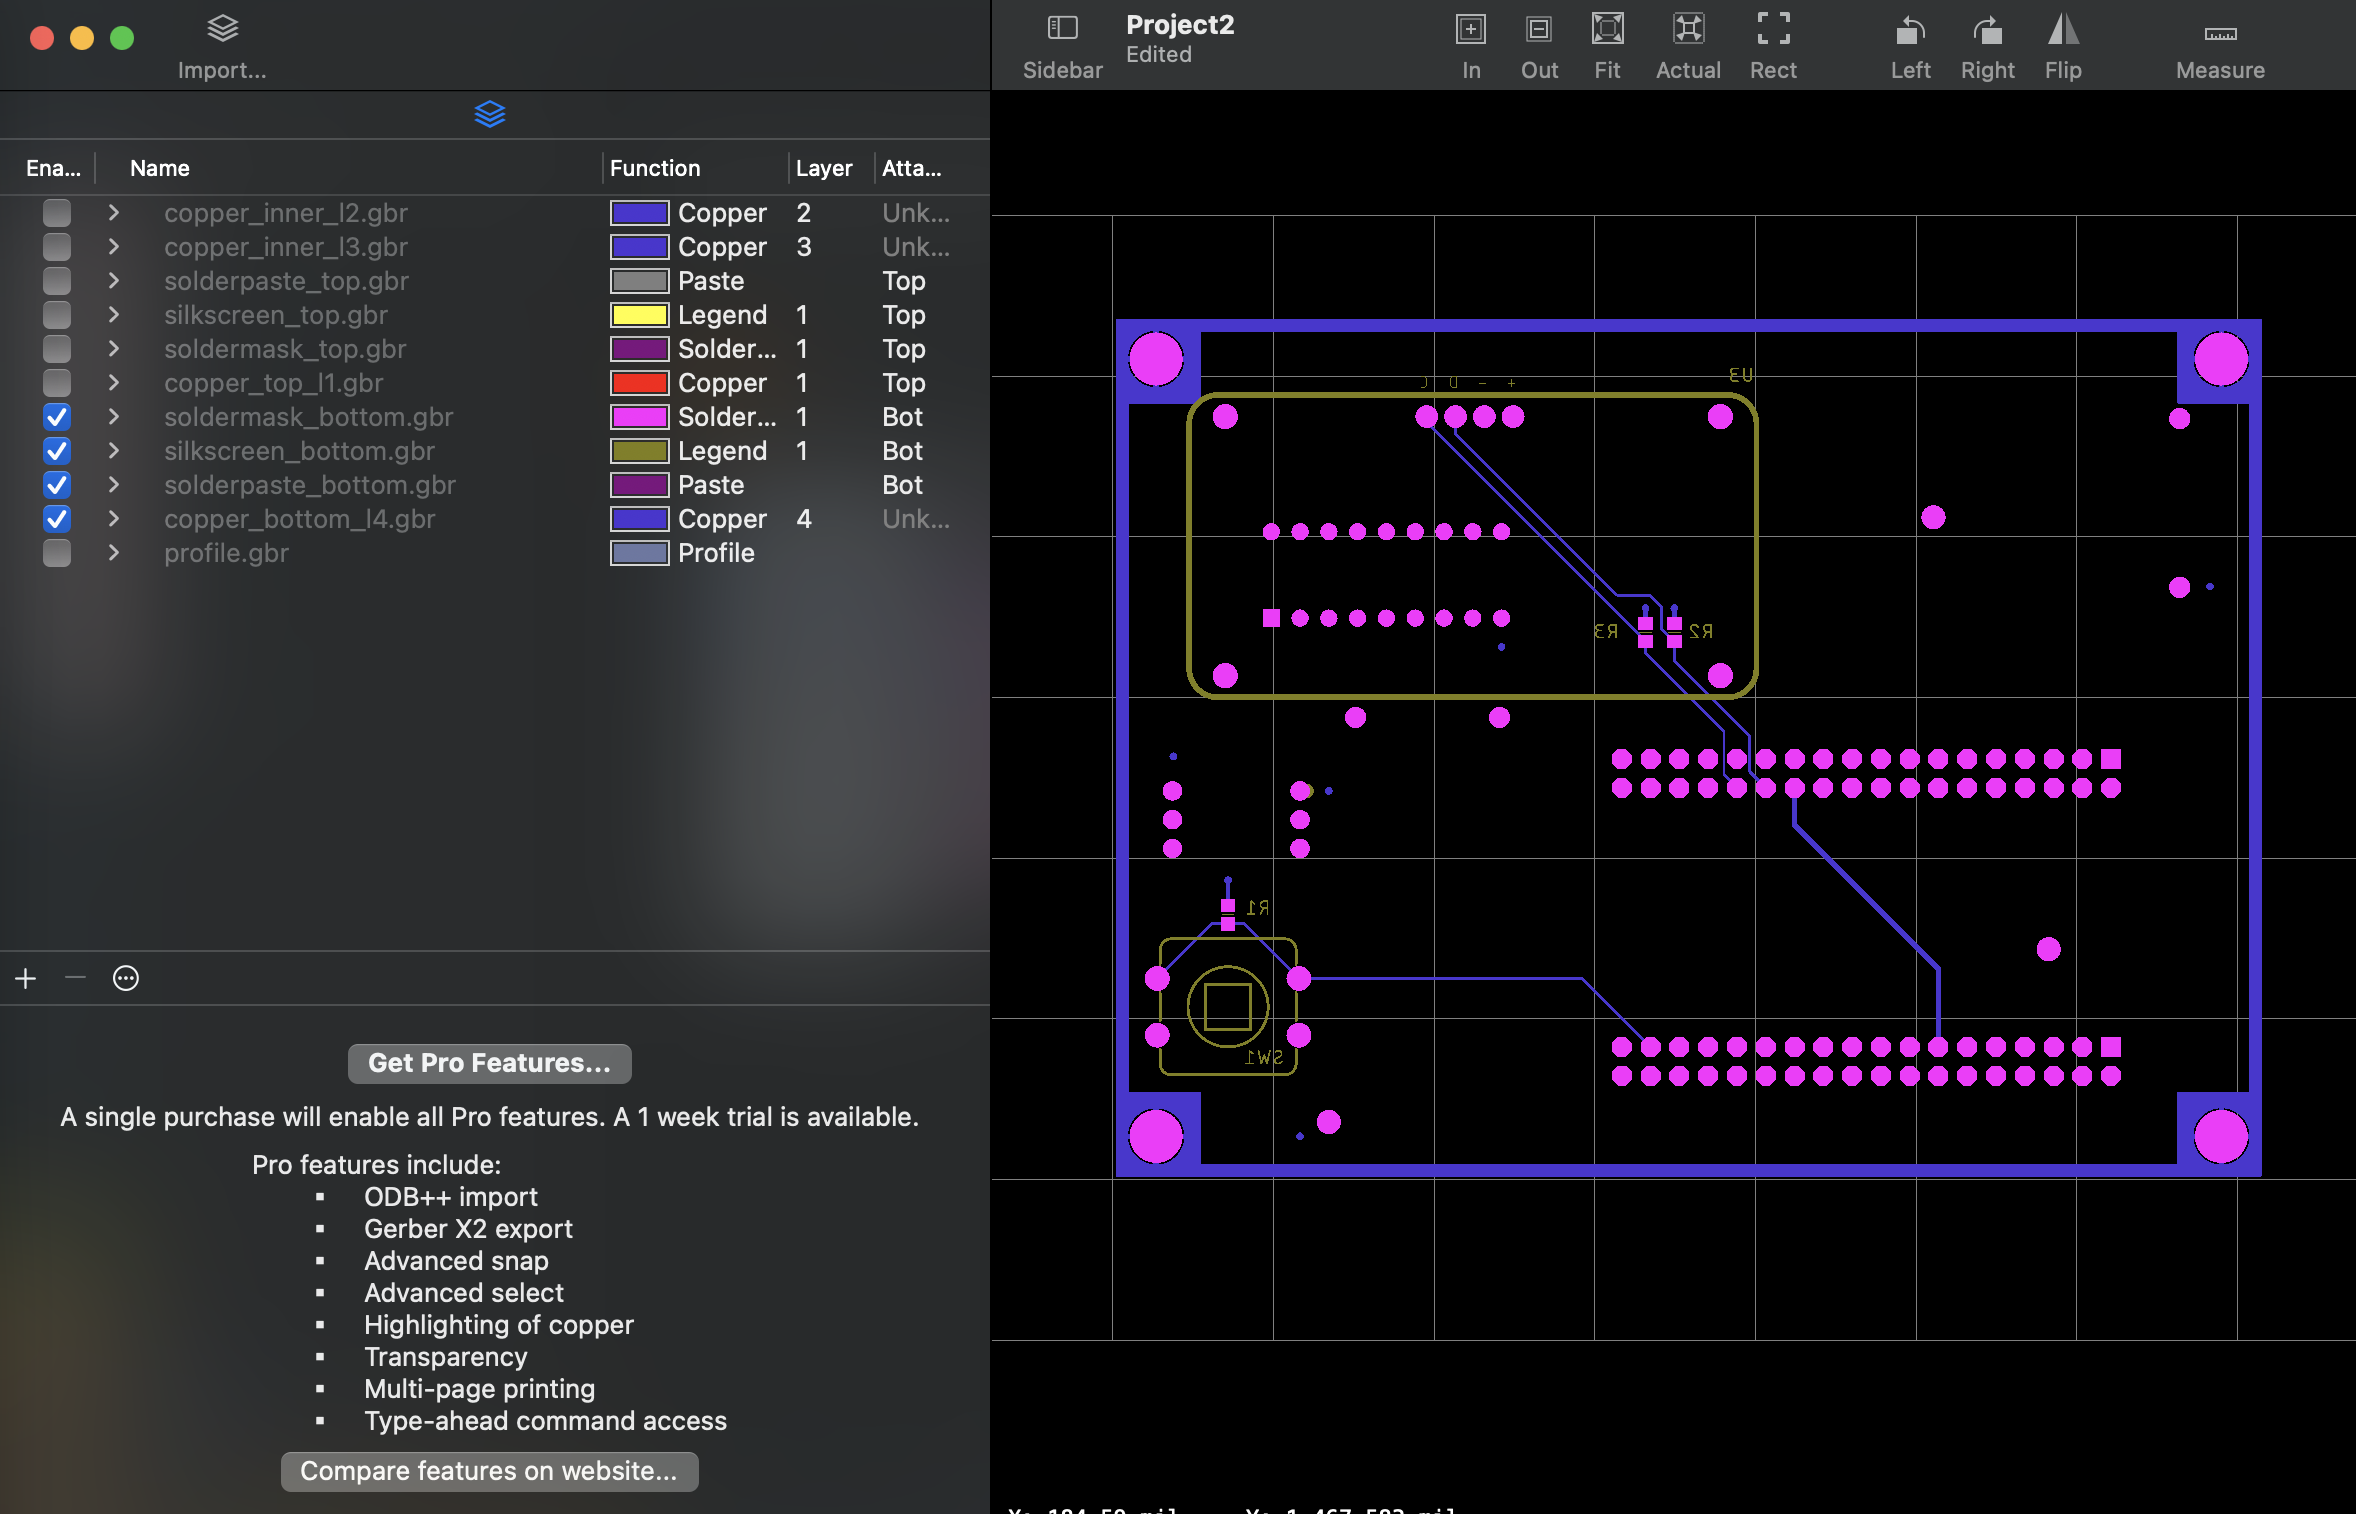 Import...
Sidebar
Project2
Edited
In
Out
Fit
Actual
Rect
Left
Right
Flip
Measure
Ena... Name Function Layer Atta...
copper_inner_l2.gbr Copper 2 Unk...
copper_inner_l3.gbr Copper 3 Unk...
solderpaste_top.gbr Paste Top
silkscreen_top.gbr Legend 1 Top
soldermask_top.gbr Solder... 1 Top
copper_top_l1.gbr Copper 1 Top
soldermask_bottom.gbr Solder... 1 Bot
silkscreen_bottom.gbr Legend 1 Bot
solderpaste_bottom.gbr Paste Bot
copper_bottom_l4.gbr Copper 4 Unk...
profile.gbr Profile
Get Pro Features...
A single purchase will enable all Pro features. A 1 week trial is available.
Pro features include:
▪ ODB++ import
▪ Gerber X2 export
▪ Advanced snap
▪ Advanced select
▪ Highlighting of copper
▪ Transparency
▪ Multi-page printing
▪ Type-ahead command access
Compare features on website...
C D - +
U3
R3
R2
R1
SW1